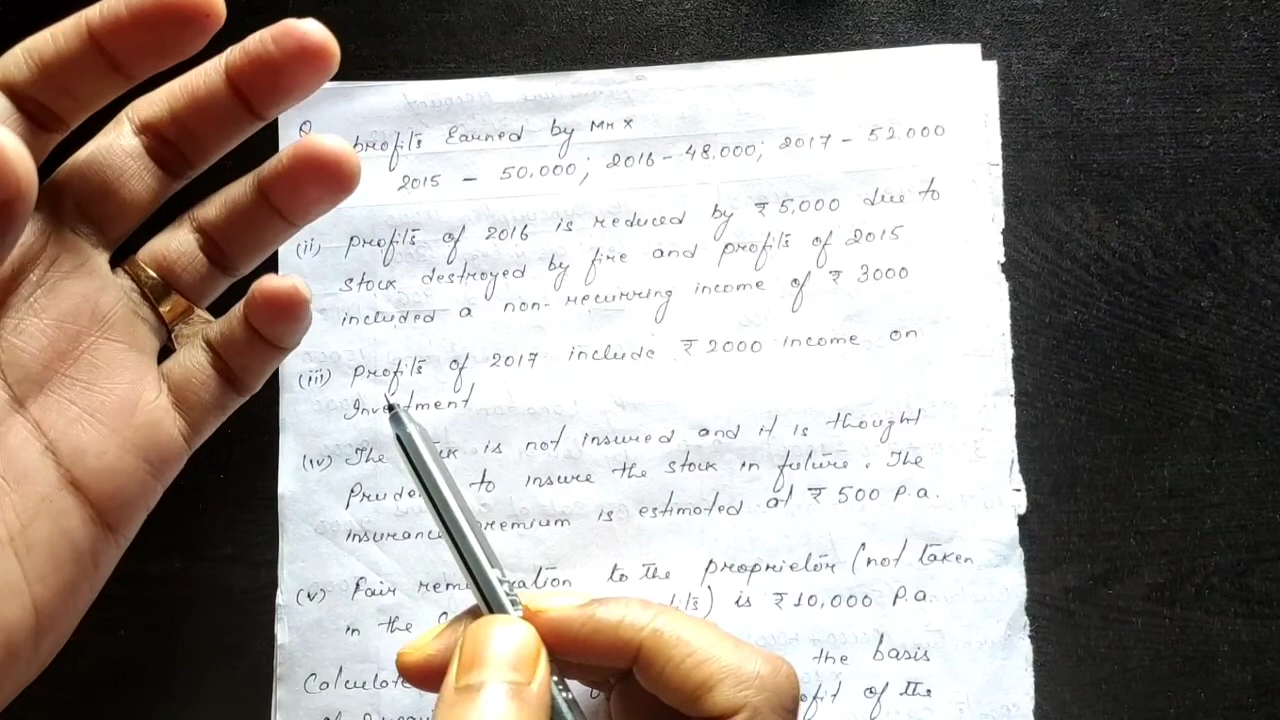 profits Earned by Mr X
2015 - 50,000; 2016 - 48,000; 2017 - 52,000
(ii) Profits of 2016 is reduced by ₹ 5,000 due to
stock destroyed by fire and profits of 2015
included a non-recurring income of ₹ 3000
(iii) Profits of 2017 include ₹ 2000 income on
Investment
(iv) The is not insured and it is thought
to insure the stock in future. The
premium is estimated at ₹ 500 P.a.
(v) Fair to the proprietor (not taken
in the is ₹ 10,000 P.a.
the basis
of the